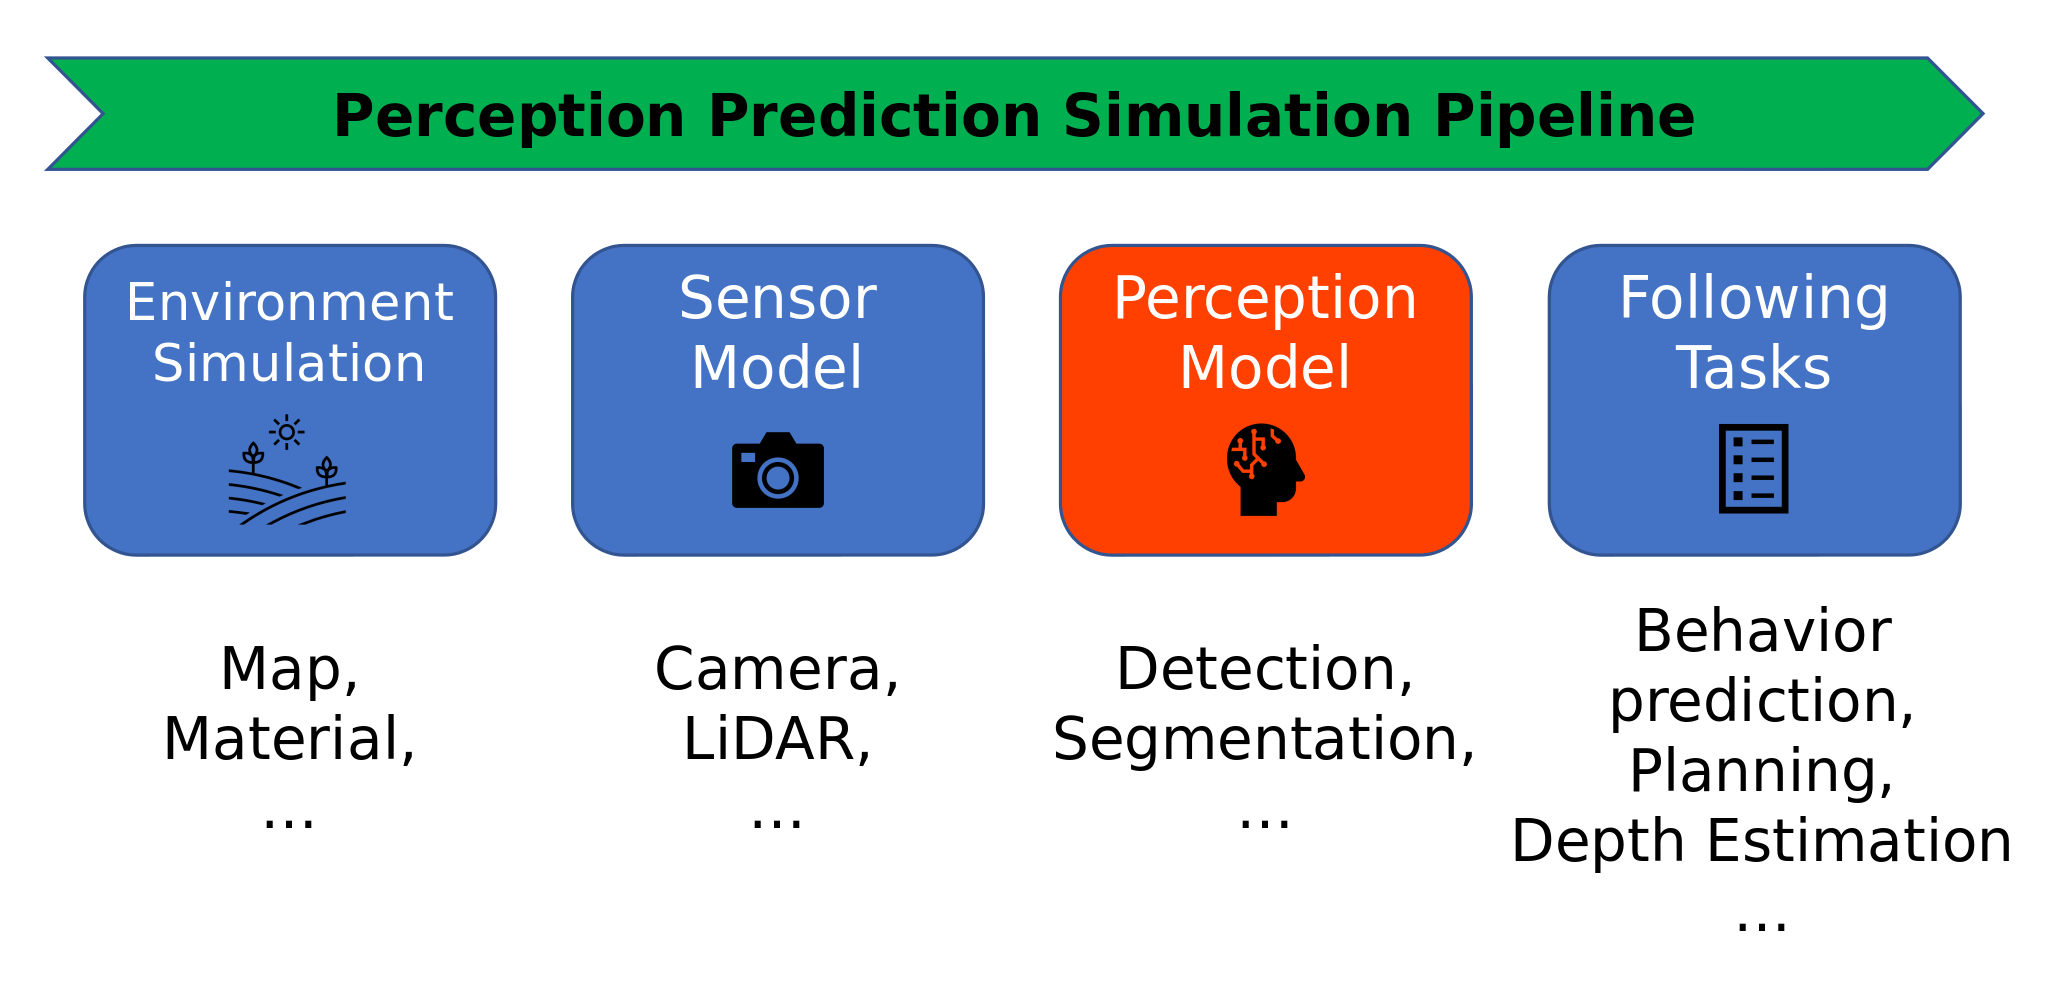 Perception Prediction Simulation Pipeline
Environment
Simulation
Sensor
Model
Perception
Model
Following
Tasks
Map,
Material,
...
Camera,
LiDAR,
...
Detection,
Segmentation,
...
Behavior
prediction,
Planning,
Depth Estimation
...